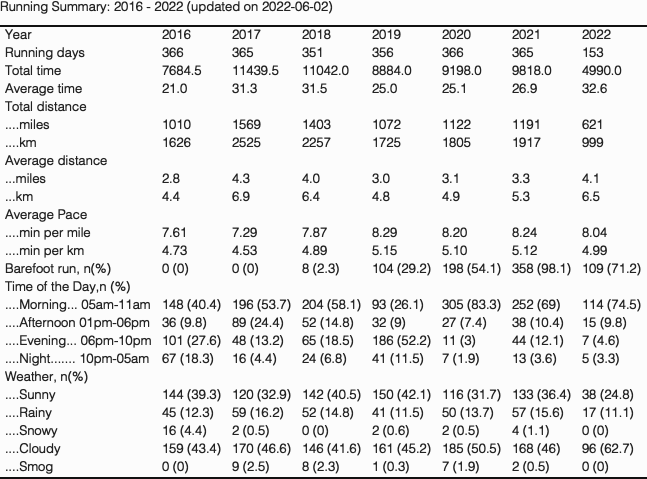 Running Summary: 2016 - 2022 (updated on 2022-06-02)
Year 2016 2017 2018 2019 2020 2021 2022
Running days 366 365 351 356 366 365 153
Total time 7684.5 11439.5 11042.0 8884.0 9198.0 9818.0 4990.0
Average time 21.0 31.3 31.5 25.0 25.1 26.9 32.6
Total distance
....miles 1010 1569 1403 1072 1122 1191 621
....km 1626 2525 2257 1725 1805 1917 999
Average distance
...miles 2.8 4.3 4.0 3.0 3.1 3.3 4.1
...km 4.4 6.9 6.4 4.8 4.9 5.3 6.5
Average Pace
....min per mile 7.61 7.29 7.87 8.29 8.20 8.24 8.04
....min per km 4.73 4.53 4.89 5.15 5.10 5.12 4.99
Barefoot run, n(%) 0 (0) 0 (0) 8 (2.3) 104 (29.2) 198 (54.1) 358 (98.1) 109 (71.2)
Time of the Day,n (%)
....Morning... 05am-11am 148 (40.4) 196 (53.7) 204 (58.1) 93 (26.1) 305 (83.3) 252 (69) 114 (74.5)
....Afternoon 01pm-06pm 36 (9.8) 89 (24.4) 52 (14.8) 32 (9) 27 (7.4) 38 (10.4) 15 (9.8)
....Evening... 06pm-10pm 101 (27.6) 48 (13.2) 65 (18.5) 186 (52.2) 11 (3) 44 (12.1) 7 (4.6)
....Night....... 10pm-05am 67 (18.3) 16 (4.4) 24 (6.8) 41 (11.5) 7 (1.9) 13 (3.6) 5 (3.3)
Weather, n(%)
....Sunny 144 (39.3) 120 (32.9) 142 (40.5) 150 (42.1) 116 (31.7) 133 (36.4) 38 (24.8)
....Rainy 45 (12.3) 59 (16.2) 52 (14.8) 41 (11.5) 50 (13.7) 57 (15.6) 17 (11.1)
....Snowy 16 (4.4) 2 (0.5) 0 (0) 2 (0.6) 2 (0.5) 4 (1.1) 0 (0)
....Cloudy 159 (43.4) 170 (46.6) 146 (41.6) 161 (45.2) 185 (50.5) 168 (46) 96 (62.7)
....Smog 0 (0) 9 (2.5) 8 (2.3) 1 (0.3) 7 (1.9) 2 (0.5) 0 (0)